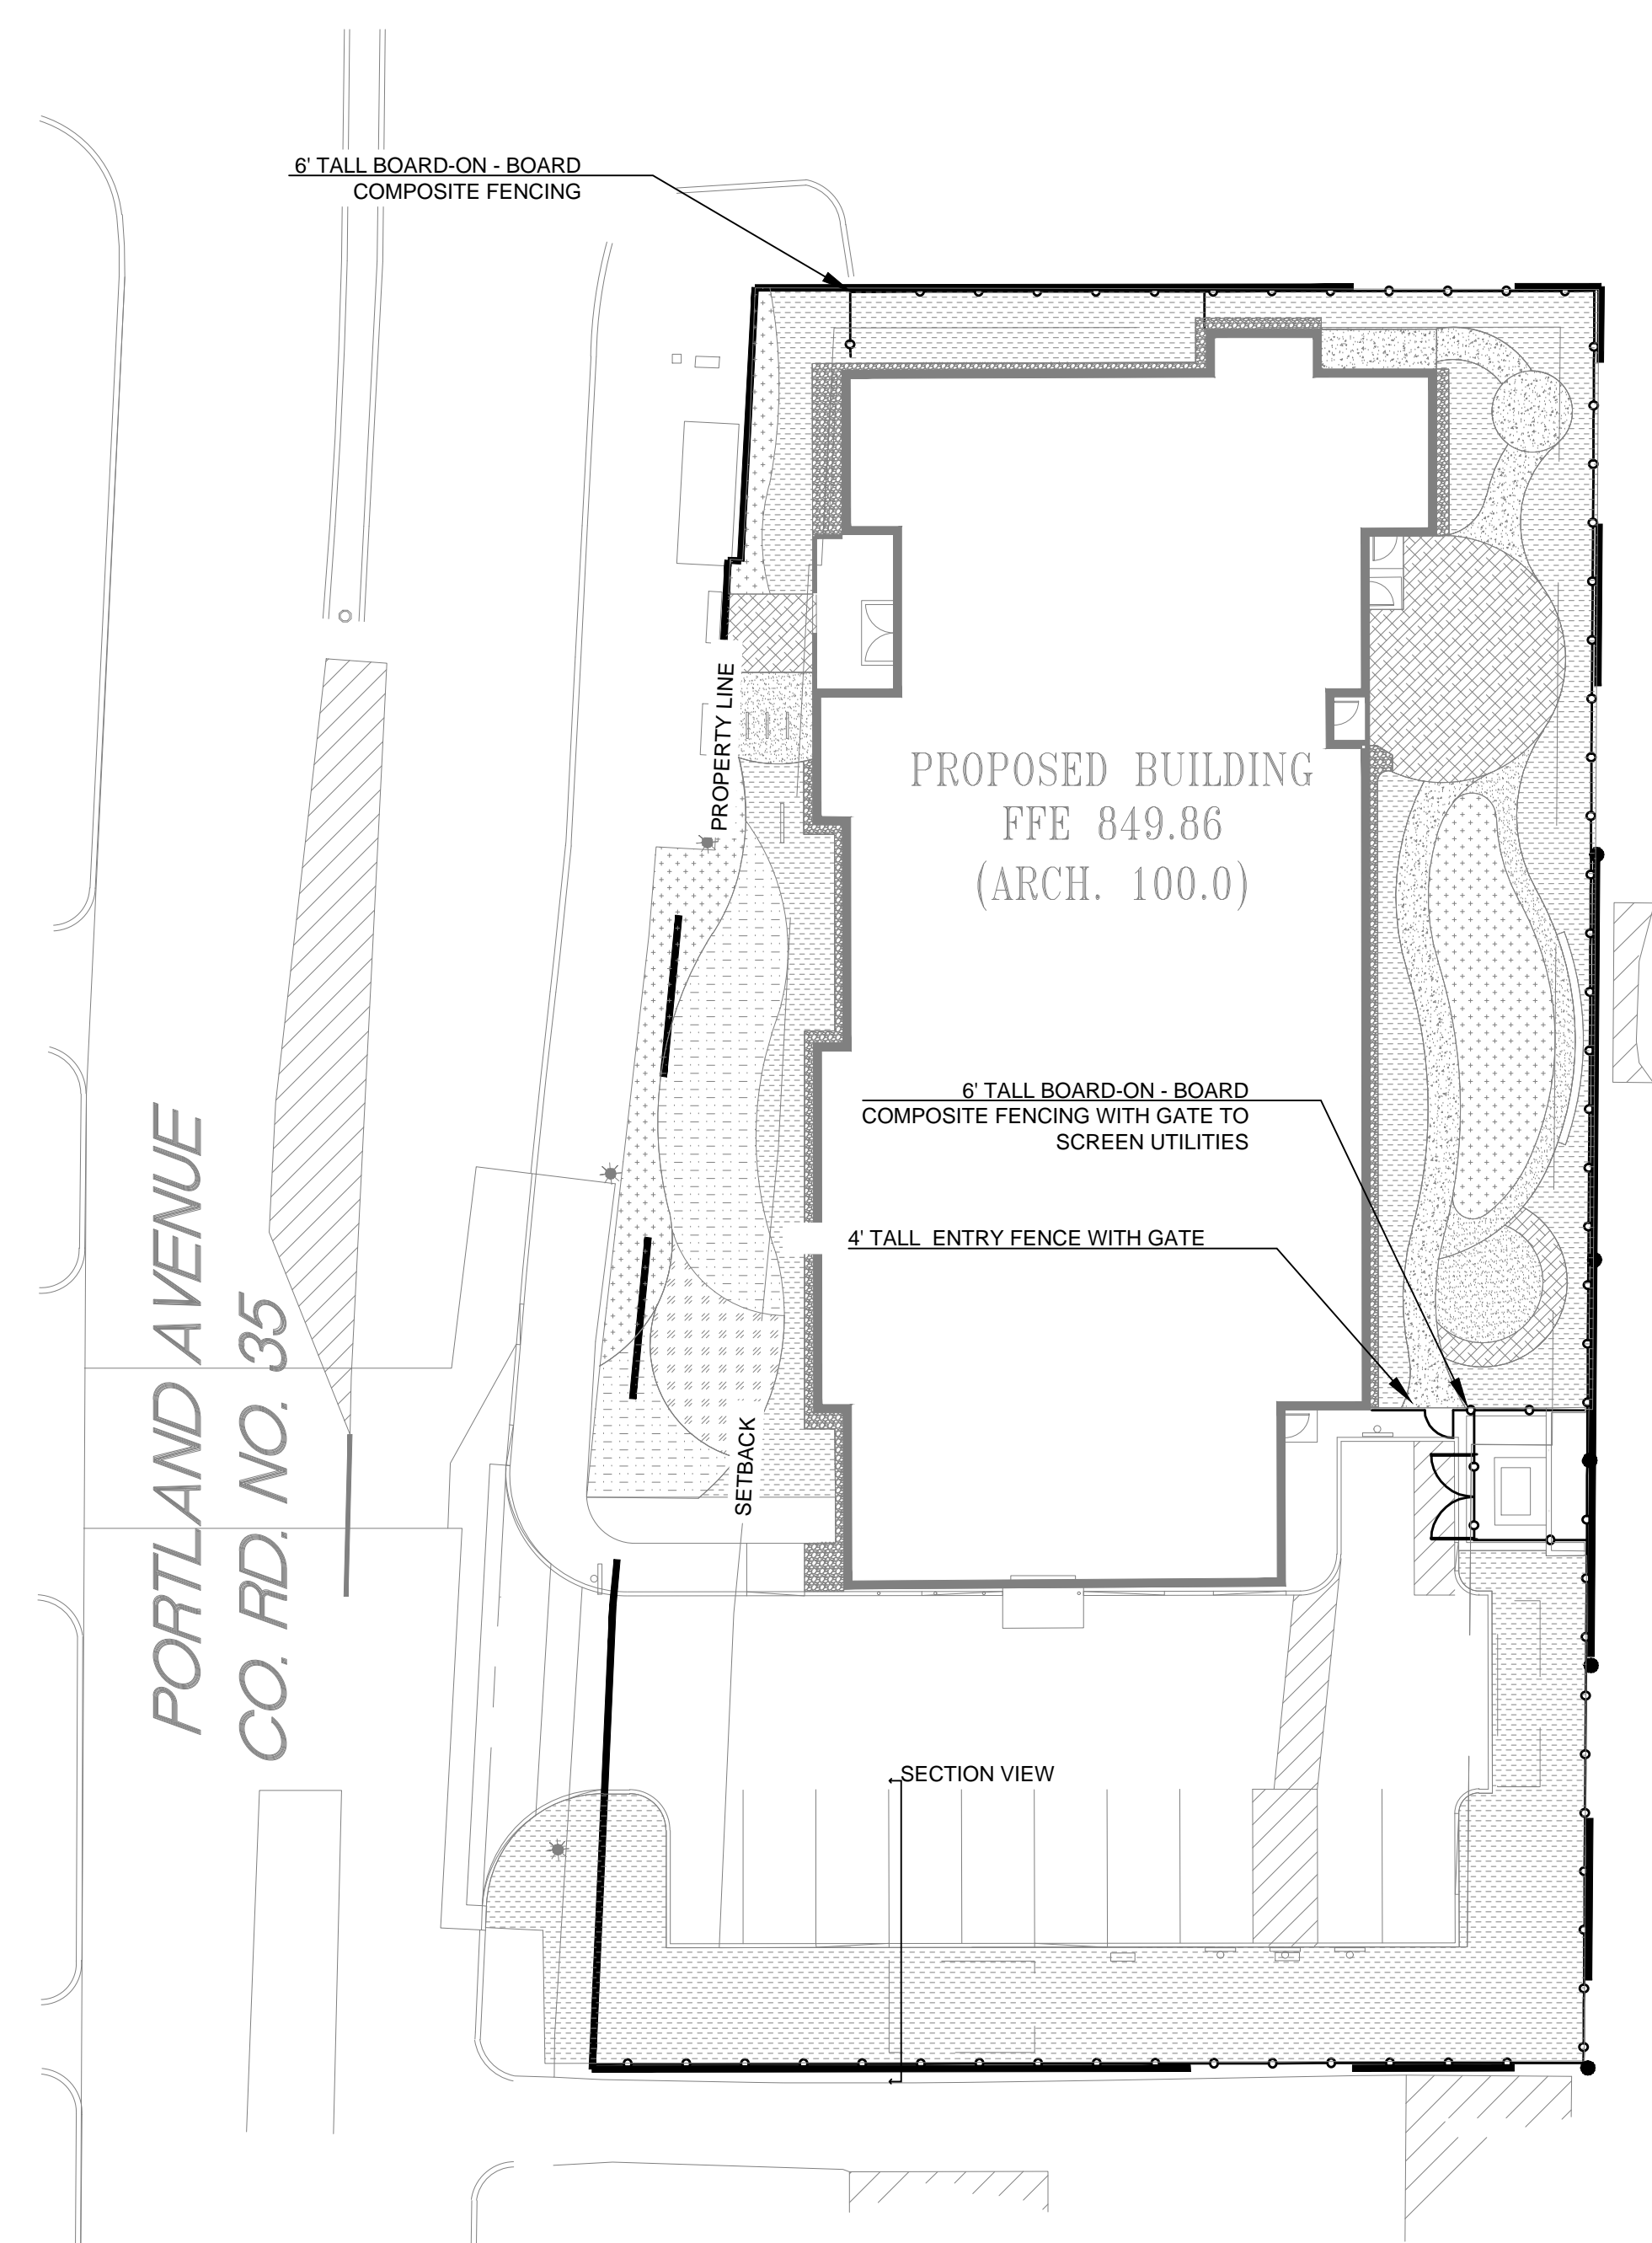 6' TALL BOARD-ON - BOARD
COMPOSITE FENCING
PROPERTY LINE
PROPOSED BUILDING
FFE 849.86
(ARCH. 100.0)
6' TALL BOARD-ON - BOARD
COMPOSITE FENCING WITH GATE TO
SCREEN UTILITIES
4' TALL ENTRY FENCE WITH GATE
PORTLAND AVENUE
CO. RD. NO. 35
SETBACK
SECTION VIEW